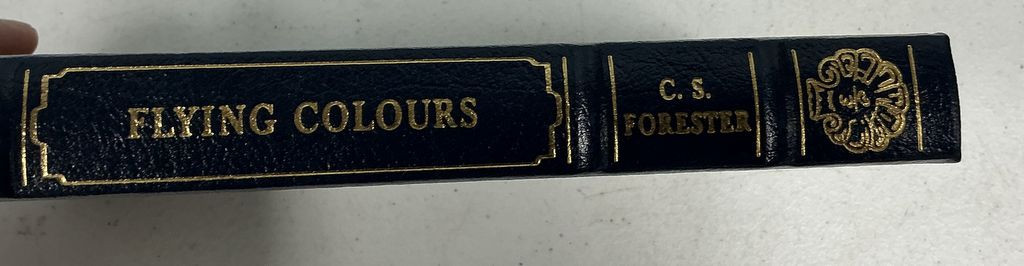 FLYING COLOURS
C. S.
FORESTER